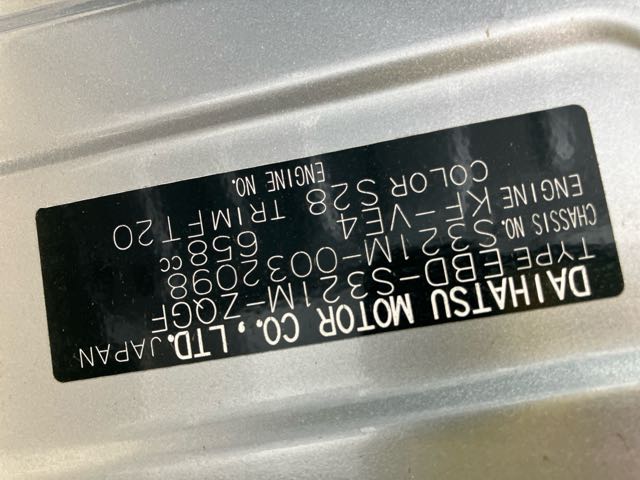 DAIHATSU MOTOR CO., LTD. JAPAN
TYPE EBD-S321M-ZQGF
CHASSIS NO. S321M-0032098
ENGINE KF-VE4 658 CC
COLOR S28 TRIM FT20
ENGINE NO.